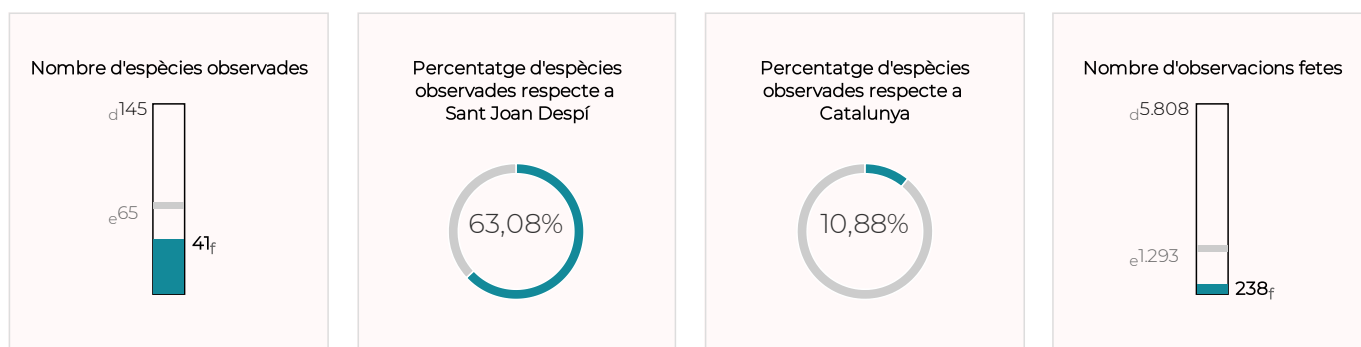 Nombre d'espècies observades
d145
e65
41f
Percentatge d'espècies
observades respecte a
Sant Joan Despí
63,08%
Percentatge d'espècies
observades respecte a
Catalunya
10,88%
Nombre d'observacions fetes
d5.808
e1.293
238f